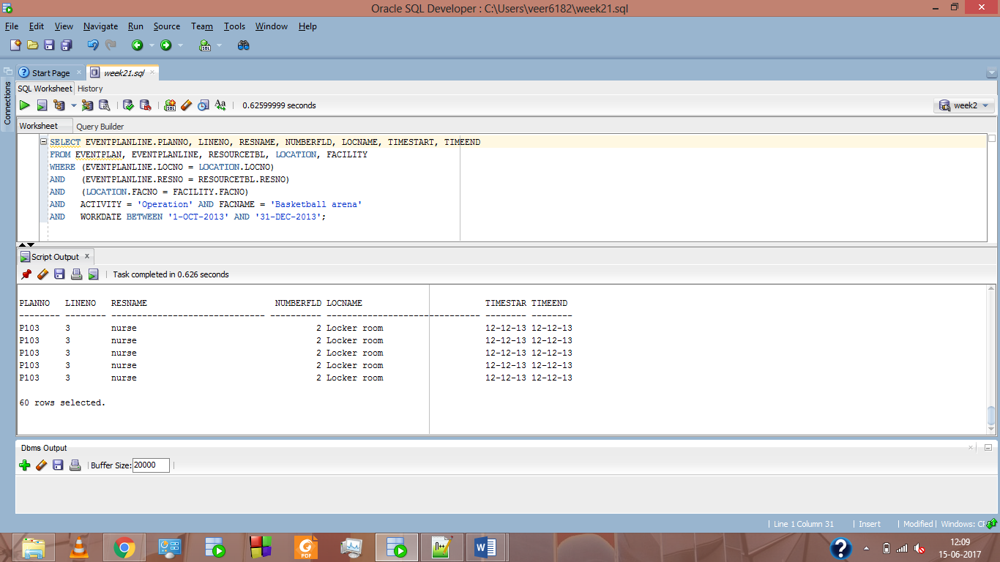 Oracle SQL Developer : C:\Users\veer6182\week21.sql
File Edit View Navigate Run Source Team Tools Window Help
SQL
Connections
Start Page
week21.sql
SQL Worksheet History
SQL
Aa
0.62599999 seconds
week2
Worksheet Query Builder
SELECT EVENTPLANLINE.PLANNO, LINENO, RESNAME, NUMBERFLD, LOCNAME, TIMESTART, TIMEEND
FROM EVENTPLAN, EVENTPLANLINE, RESOURCETBL, LOCATION, FACILITY
WHERE (EVENTPLANLINE.LOCNO = LOCATION.LOCNO)
AND (EVENTPLANLINE.RESNO = RESOURCETBL.RESNO)
AND (LOCATION.FACNO = FACILITY.FACNO)
AND ACTIVITY = 'Operation' AND FACNAME = 'Basketball arena'
AND WORKDATE BETWEEN '1-OCT-2013' AND '31-DEC-2013';
Script Output x
Task completed in 0.626 seconds
PLANNO LINENO RESNAME NUMBERFLD LOCNAME TIMESTAR TIMEEND
-------- -------- ------------------------------ ---------- ------------------------------ -------- --------
P103 3 nurse 2 Locker room 12-12-13 12-12-13
P103 3 nurse 2 Locker room 12-12-13 12-12-13
P103 3 nurse 2 Locker room 12-12-13 12-12-13
P103 3 nurse 2 Locker room 12-12-13 12-12-13
P103 3 nurse 2 Locker room 12-12-13 12-12-13
60 rows selected.
Dbms Output
Buffer Size: 20000
Line 1 Column 31 Insert Modified Windows:
PDF
n++
W
12:09
15-06-2017